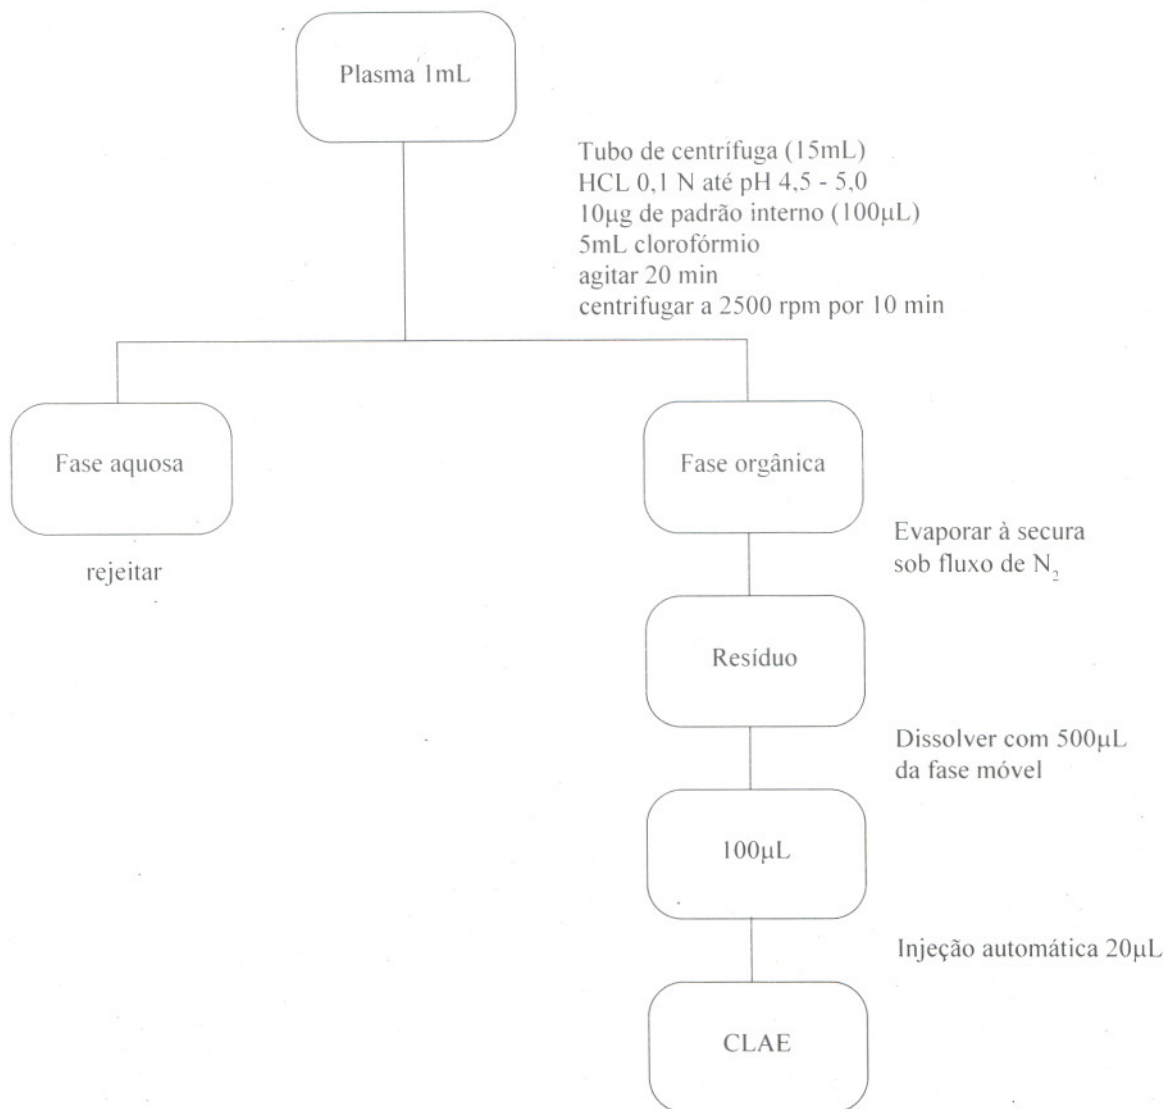 Plasma 1mL
Tubo de centrífuga (15mL)
HCL 0,1 N até pH 4,5 - 5,0
10µg de padrão interno (100µL)
5mL clorofórmio
agitar 20 min
centrifugar a 2500 rpm por 10 min
Fase aquosa
rejeitar
Fase orgânica
Evaporar à secura
sob fluxo de N₂
Resíduo
Dissolver com 500µL
da fase móvel
100µL
Injeção automática 20µL
CLAE